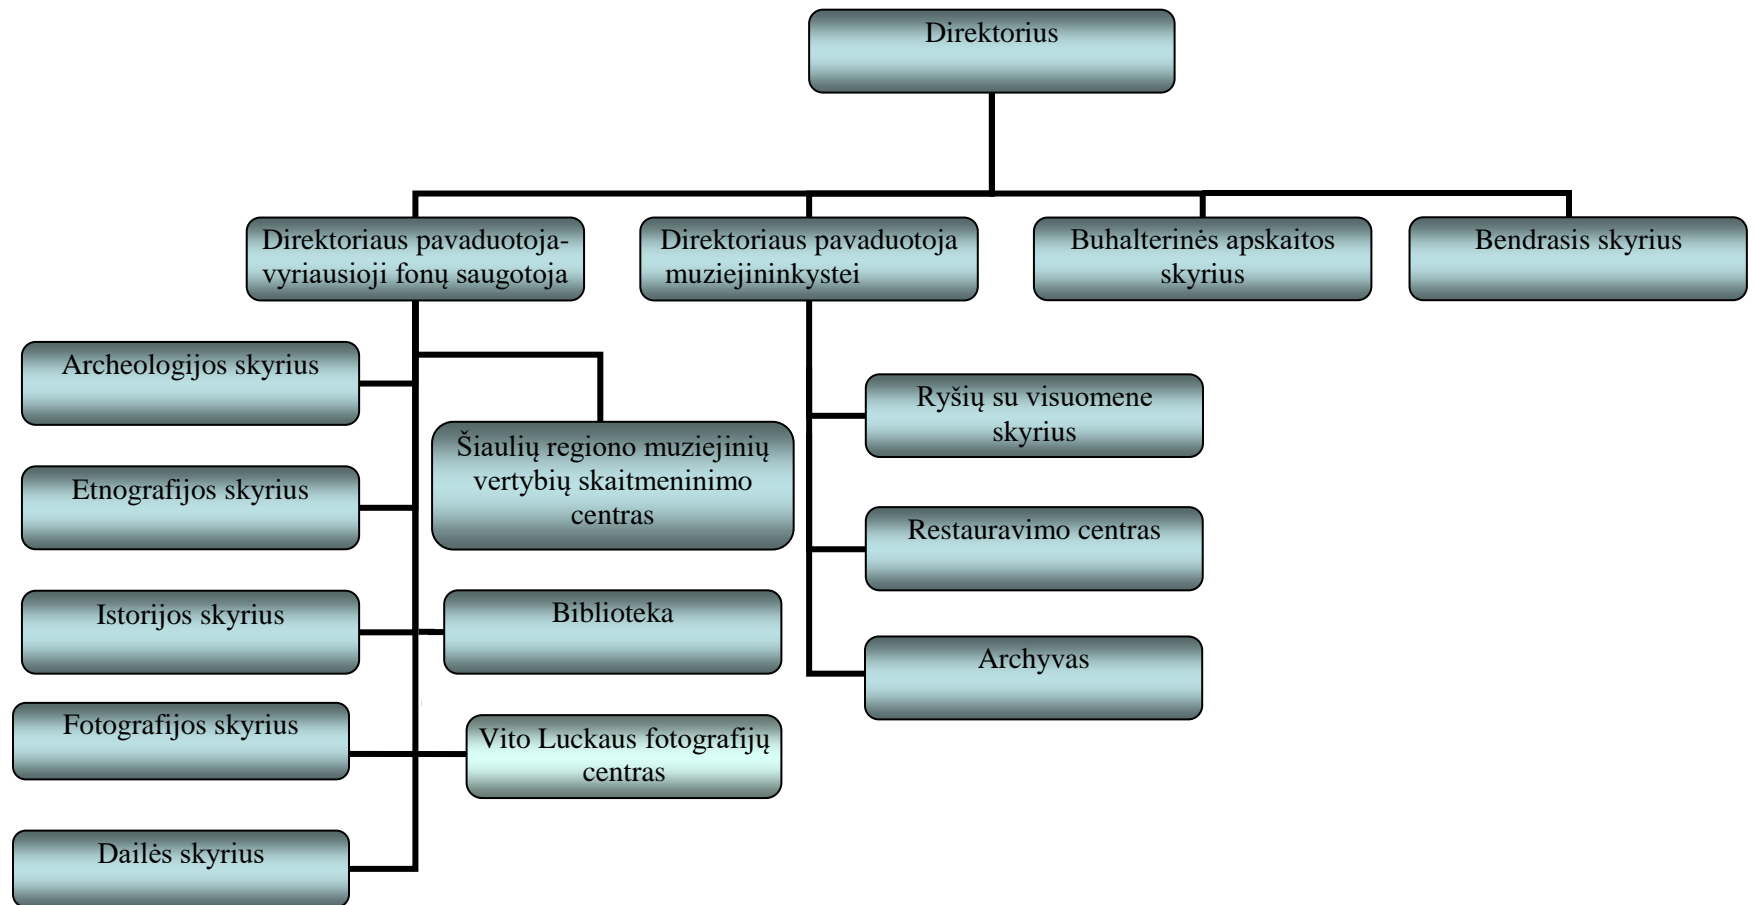 Direktorius
Direktoriaus pavaduotoja-
vyriausioji fonų saugotoja
Direktoriaus pavaduotoja
muziejininkystei
Buhalterinės apskaitos
skyrius
Bendrasis skyrius
Archeologijos skyrius
Etnografijos skyrius
Istorijos skyrius
Fotografijos skyrius
Dailės skyrius
Šiaulių regiono muziejinių
vertybių skaitmeninimo
centras
Biblioteka
Vito Luckaus fotografijų
centras
Ryšių su visuomene
skyrius
Restauravimo centras
Archyvas